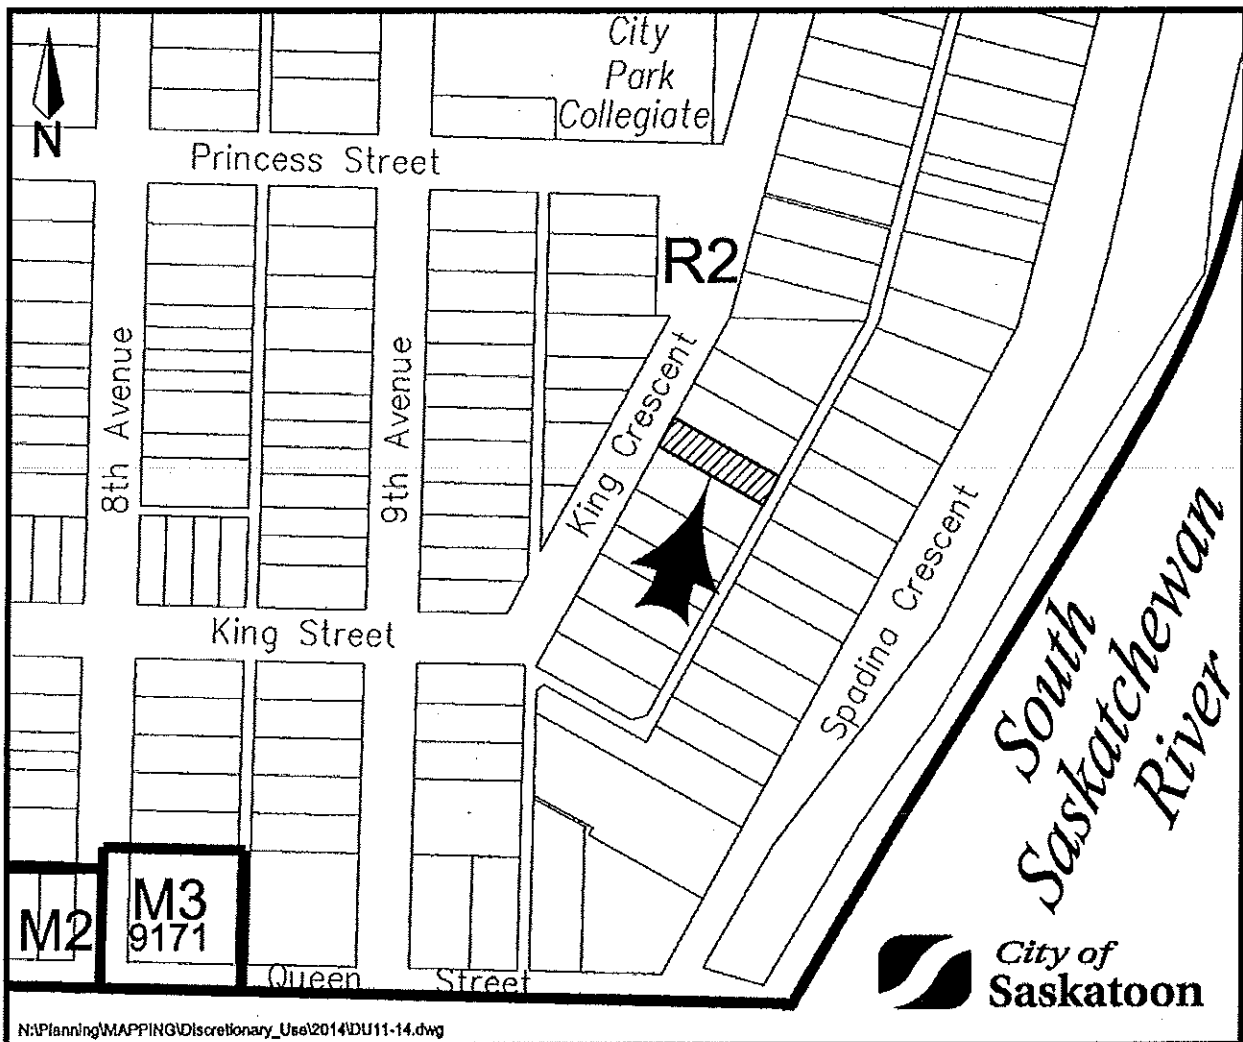 City
Park
Collegiate
N
Princess Street
R2
8th Avenue
9th Avenue
King Crescent
King Street
Spadina Crescent
South
Saskatchewan
River
M2
M3
9171
Queen Street
City of
Saskatoon
N:\Planning\MAPPING\Discretionary_Use\2014\DU11-14.dwg